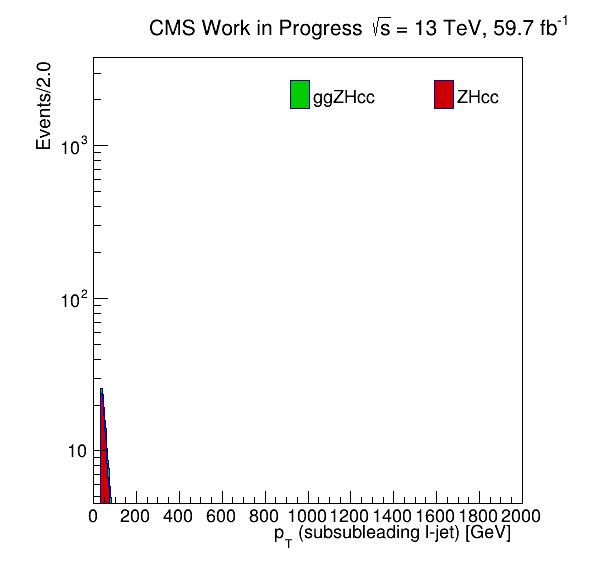 CMS Work in Progress √s = 13 TeV, 59.7 fb⁻¹
Events/2.0
ggZHcc ZHcc
10³
10²
10
0 200 400 600 800 1000 1200 1400 1600 1800 2000
p_T (subsubleading l-jet) [GeV]